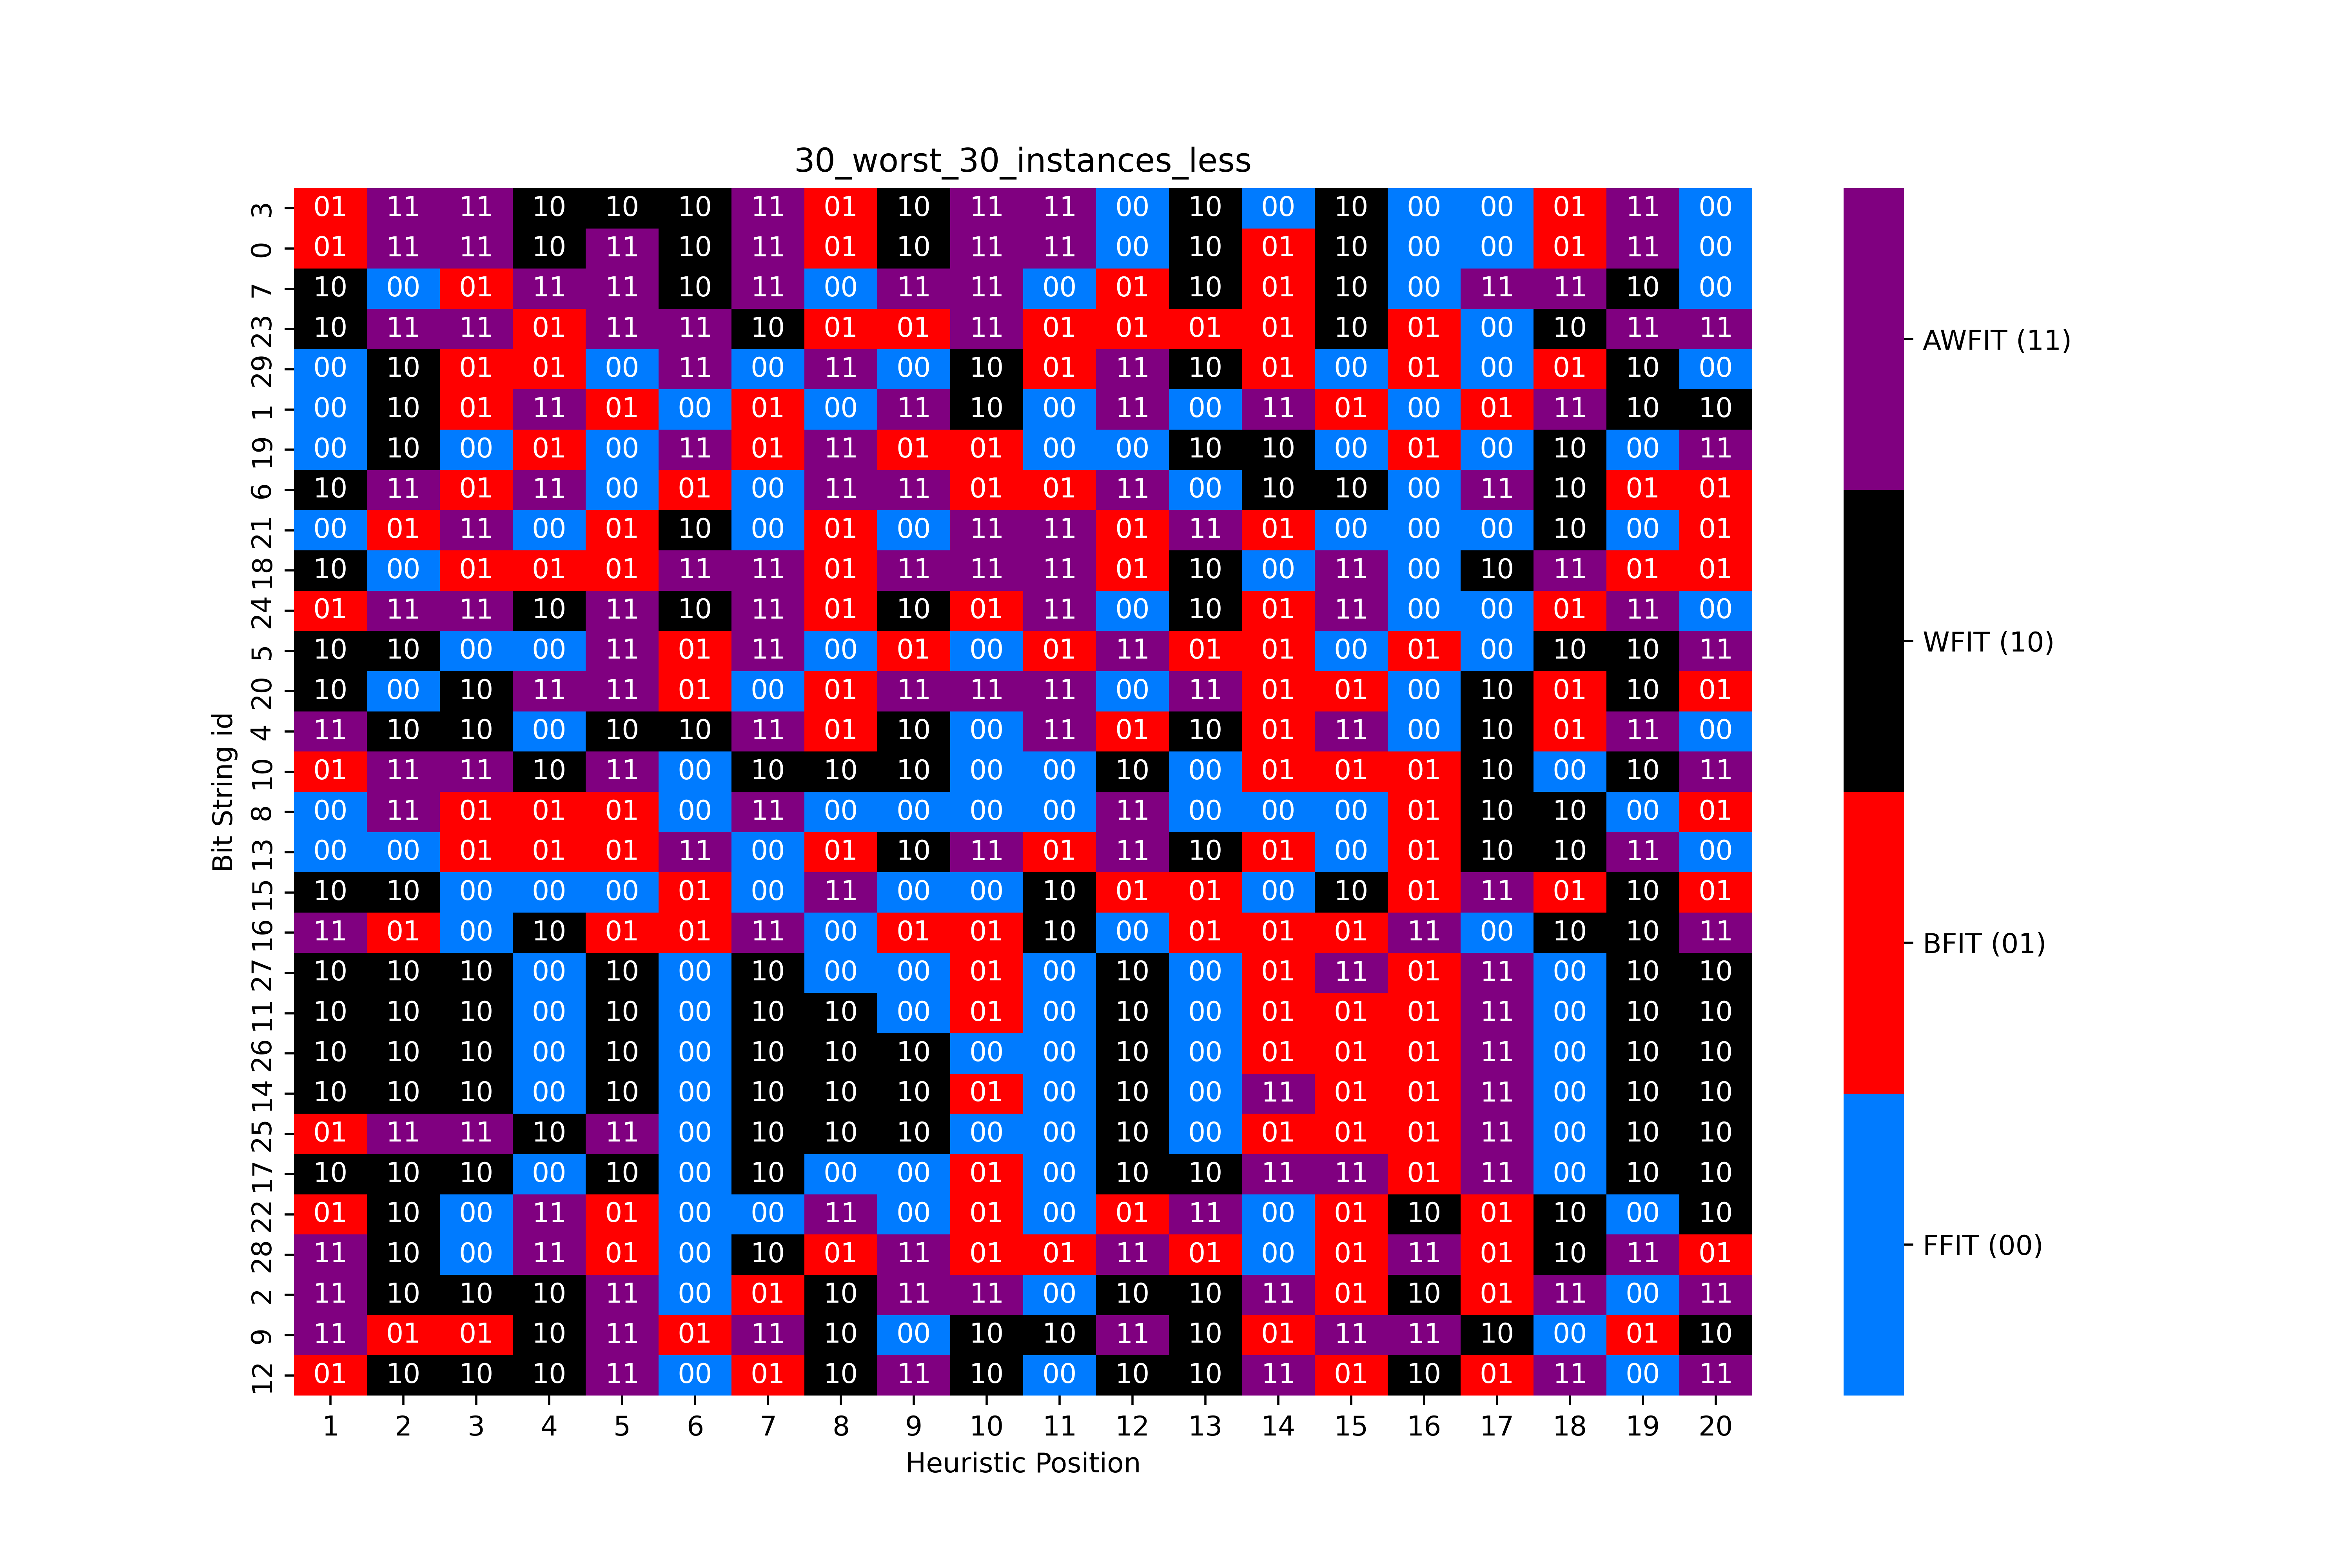 30_worst_30_instances_less
3 01 11 11 10 10 10 11 01 10 11 11 00 10 00 10 00 00 01 11 00
0 01 11 11 10 11 10 11 01 10 11 11 00 10 01 10 00 00 01 11 00
7 10 00 01 11 11 10 11 00 11 11 00 01 10 01 10 00 11 11 10 00
23 10 11 11 01 11 11 10 01 01 11 01 01 01 01 10 01 00 10 11 11
29 00 10 01 01 00 11 00 11 00 10 01 11 10 01 00 01 00 01 10 00
1 00 10 01 11 01 00 01 00 11 10 00 11 00 11 01 00 01 11 10 10
19 00 10 00 01 00 11 01 11 01 01 00 00 10 10 00 01 00 10 00 11
6 10 11 01 11 00 01 00 11 11 01 01 11 00 10 10 00 11 10 01 01
21 00 01 11 00 01 10 00 01 00 11 11 01 11 01 00 00 00 10 00 01
18 10 00 01 01 01 11 11 01 11 11 11 01 10 00 11 00 10 11 01 01
24 01 11 11 10 11 10 11 01 10 01 11 00 10 01 11 00 00 01 11 00
5 10 10 00 00 11 01 11 00 01 00 01 11 01 01 00 01 00 10 10 11
20 10 00 10 11 11 01 00 01 11 11 11 00 11 01 01 00 10 01 10 01
4 11 10 10 00 10 10 11 01 10 00 11 01 10 01 11 00 10 01 11 00
10 01 11 11 10 11 00 10 10 10 00 00 10 00 01 01 01 10 00 10 11
8 00 11 01 01 01 00 11 00 00 00 00 11 00 00 00 01 10 10 00 01
13 00 00 01 01 01 11 00 01 10 11 01 11 10 01 00 01 10 10 11 00
15 10 10 00 00 00 01 00 11 00 00 10 01 01 00 10 01 11 01 10 01
16 11 01 00 10 01 01 11 00 01 01 10 00 01 01 01 11 00 10 10 11
27 10 10 10 00 10 00 10 00 00 01 00 10 00 01 11 01 11 00 10 10
11 10 10 10 00 10 00 10 10 00 01 00 10 00 01 01 01 11 00 10 10
26 10 10 10 00 10 00 10 10 10 00 00 10 00 01 01 01 11 00 10 10
14 10 10 10 00 10 00 10 10 10 01 00 10 00 11 01 01 11 00 10 10
25 01 11 11 10 11 00 10 10 10 00 00 10 00 01 01 01 11 00 10 10
17 10 10 10 00 10 00 10 00 00 01 00 10 10 11 11 01 11 00 10 10
22 01 10 00 11 01 00 00 11 00 01 00 01 11 00 01 10 01 10 00 10
28 11 10 00 11 01 00 10 01 11 01 01 11 01 00 01 11 01 10 11 01
2 11 10 10 10 11 00 01 10 11 11 00 10 10 11 01 10 01 11 00 11
9 11 01 01 10 11 01 11 10 00 10 10 11 10 01 11 11 10 00 01 10
12 01 10 10 10 11 00 01 10 11 10 00 10 10 11 01 10 01 11 00 11
1 2 3 4 5 6 7 8 9 10 11 12 13 14 15 16 17 18 19 20
Heuristic Position
Bit String id
AWFIT (11)
WFIT (10)
BFIT (01)
FFIT (00)